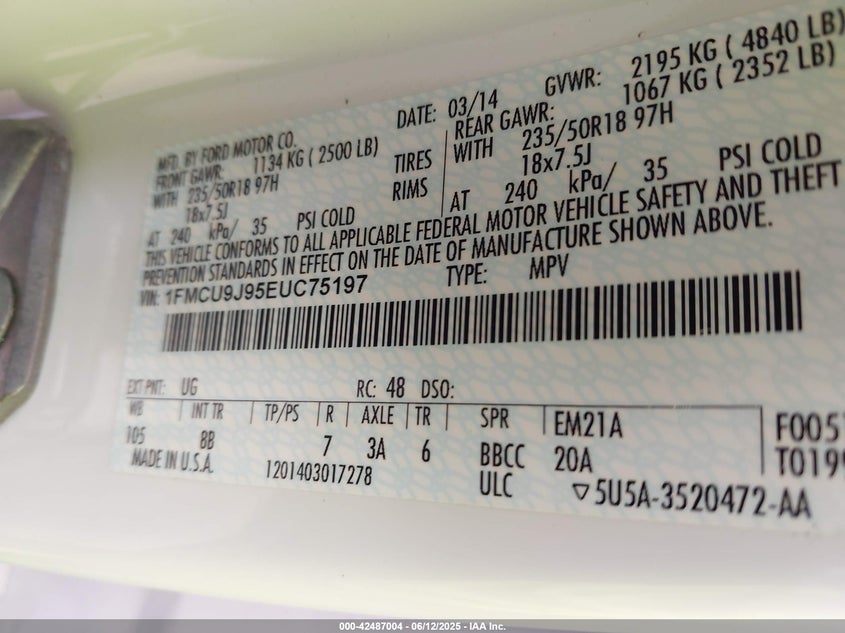 MFD. BY FORD MOTOR CO.
DATE: 03/14
GVWR: 2195 KG ( 4840 LB)
FRONT GAWR: 1134 KG ( 2500 LB)
REAR GAWR: 1067 KG ( 2352 LB)
WITH 235/50R18 97H TIRES WITH 235/50R18 97H
18x7.5J RIMS 18x7.5J
AT 240 kPa/ 35 PSI COLD AT 240 kPa/ 35 PSI COLD
THIS VEHICLE CONFORMS TO ALL APPLICABLE FEDERAL MOTOR VEHICLE SAFETY AND THEFT
PREVENTION STANDARDS IN EFFECT ON THE DATE OF MANUFACTURE SHOWN ABOVE.
VIN: 1FMCU9J95EUC75197 TYPE: MPV
EXT PNT: UG RC: 48 DSO:
WB INT TR TP/PS R AXLE TR SPR EM21A F005
105 8B 7 3A 6 BBCC 20A T019
MADE IN U.S.A. 1201403017278 ULC ▽5U5A-3520472-AA
000-42487004 - 06/12/2025 - IAA Inc.